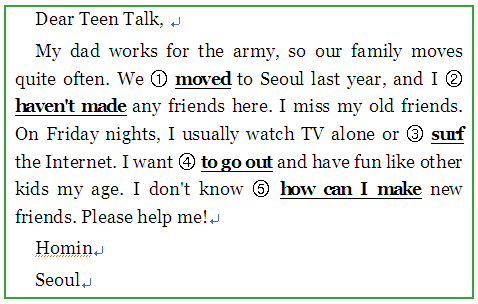 Dear Teen Talk,
My dad works for the army, so our family moves
quite often. We ① moved to Seoul last year, and I ②
haven't made any friends here. I miss my old friends.
On Friday nights, I usually watch TV alone or ③ surf
the Internet. I want ④ to go out and have fun like other
kids my age. I don't know ⑤ how can I make new
friends. Please help me!
Homin
Seoul